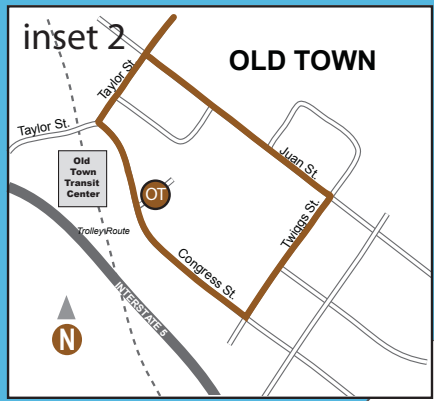 inset 2
OLD TOWN
Taylor St.
Taylor St.
Old
Town
Transit
Center
OT
Juan St.
Twiggs St.
Trolley Route
Congress St.
INTERSTATE 5
N